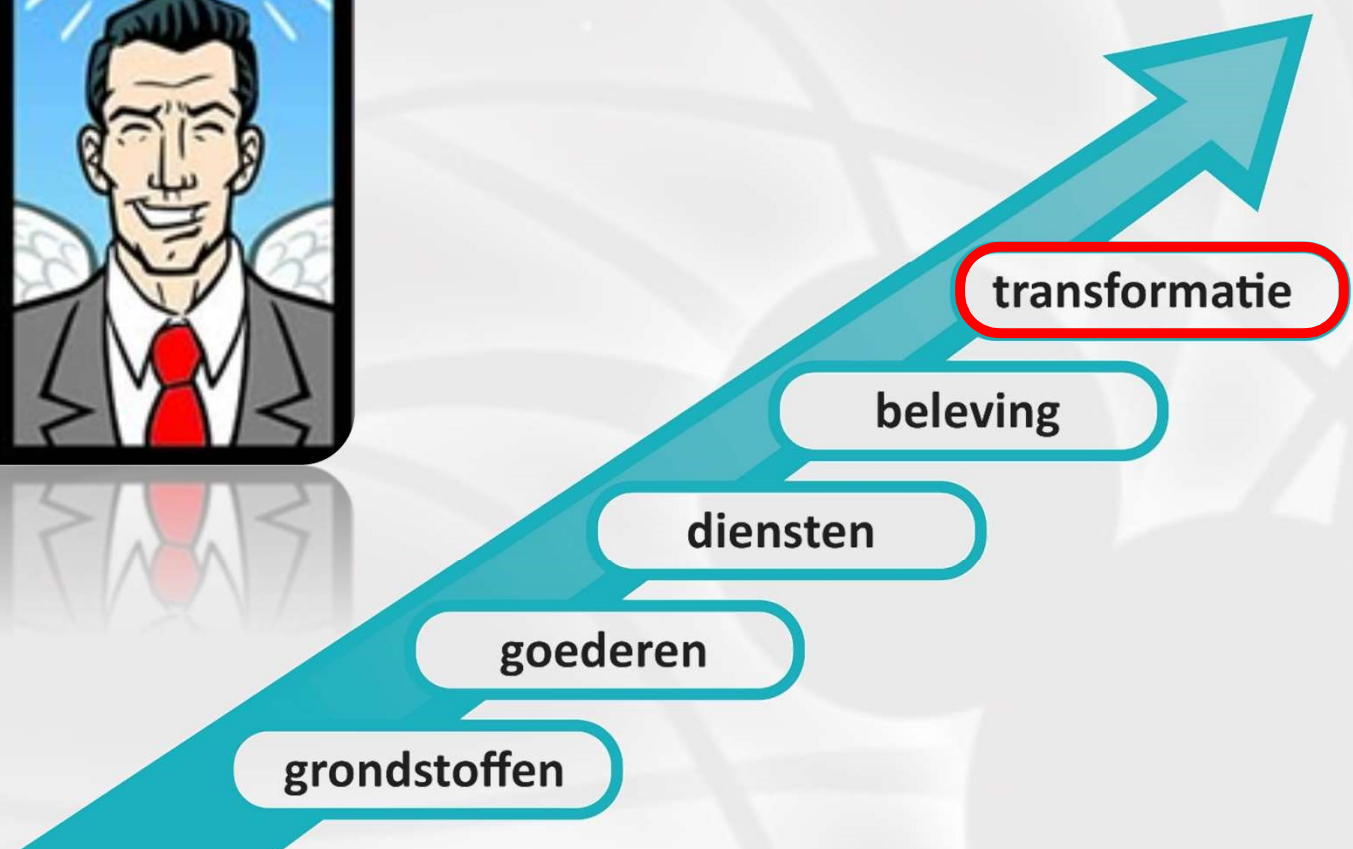 transformatie
beleving
diensten
goederen
grondstoffen